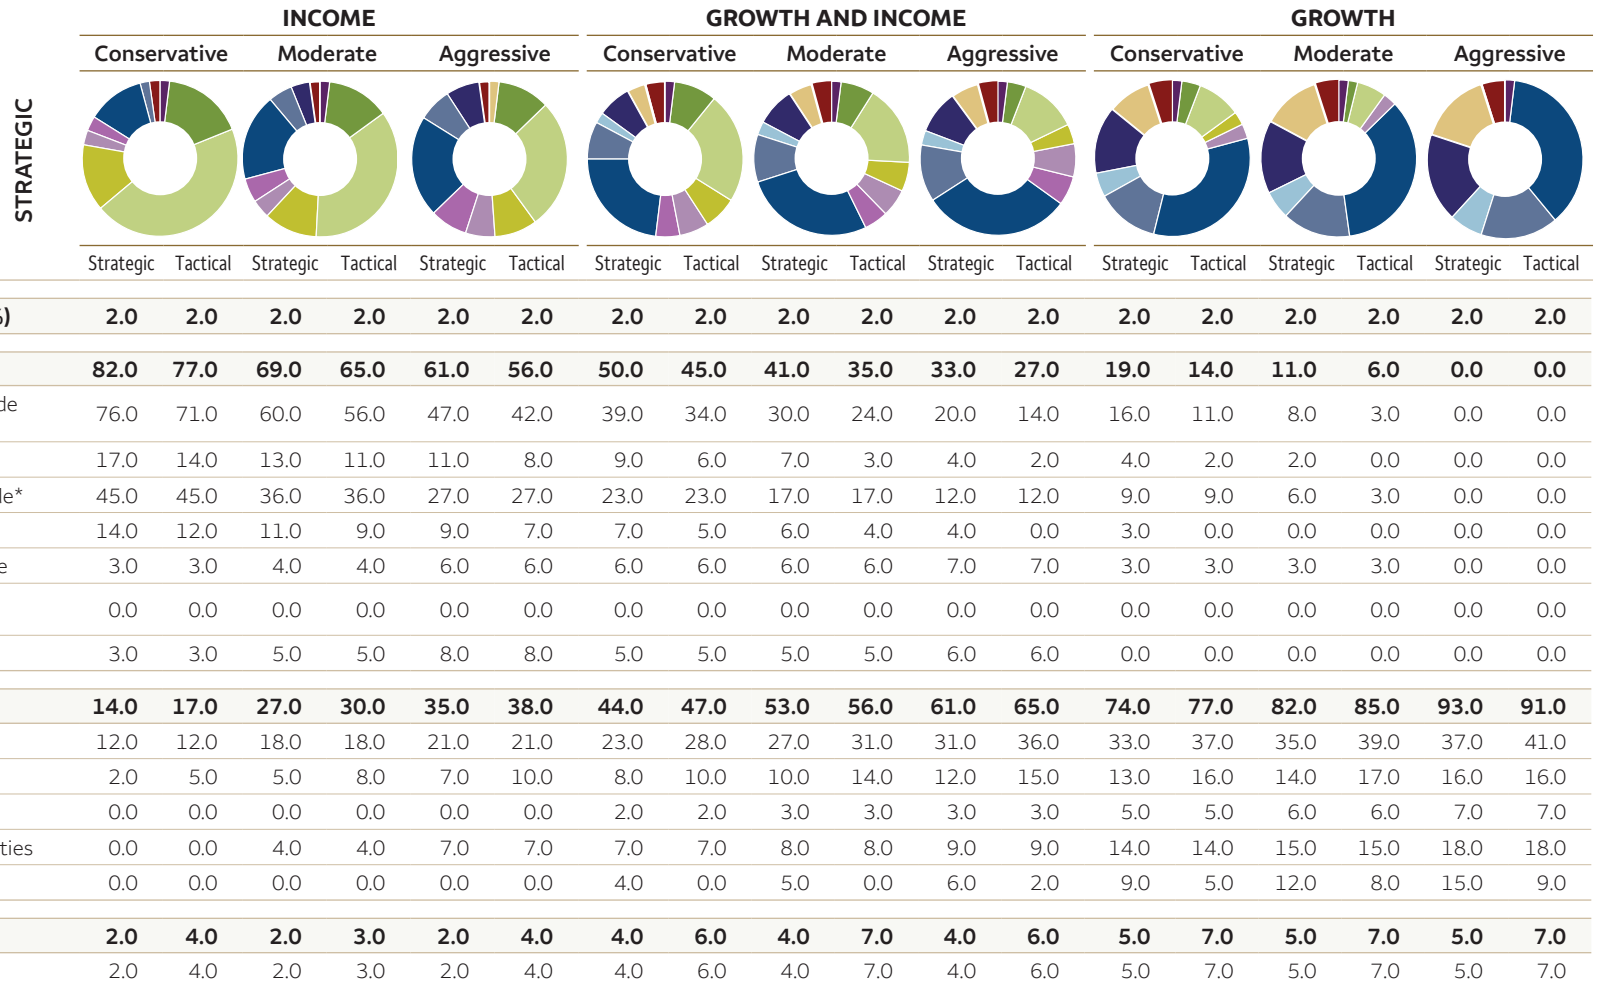 INCOME GROWTH AND INCOME GROWTH
Conservative Moderate Aggressive Conservative Moderate Aggressive Conservative Moderate Aggressive
STRATEGIC
Strategic Tactical Strategic Tactical Strategic Tactical Strategic Tactical Strategic Tactical Strategic Tactical Strategic Tactical Strategic Tactical Strategic Tactical
%) 2.0 2.0 2.0 2.0 2.0 2.0 2.0 2.0 2.0 2.0 2.0 2.0 2.0 2.0 2.0 2.0 2.0 2.0
82.0 77.0 69.0 65.0 61.0 56.0 50.0 45.0 41.0 35.0 33.0 27.0 19.0 14.0 11.0 6.0 0.0 0.0
de 76.0 71.0 60.0 56.0 47.0 42.0 39.0 34.0 30.0 24.0 20.0 14.0 16.0 11.0 8.0 3.0 0.0 0.0
17.0 14.0 13.0 11.0 11.0 8.0 9.0 6.0 7.0 3.0 4.0 2.0 4.0 2.0 2.0 0.0 0.0 0.0
de* 45.0 45.0 36.0 36.0 27.0 27.0 23.0 23.0 17.0 17.0 12.0 12.0 9.0 9.0 6.0 3.0 0.0 0.0
14.0 12.0 11.0 9.0 9.0 7.0 7.0 5.0 6.0 4.0 4.0 0.0 3.0 0.0 0.0 0.0 0.0 0.0
e 3.0 3.0 4.0 4.0 6.0 6.0 6.0 6.0 6.0 6.0 7.0 7.0 3.0 3.0 3.0 3.0 0.0 0.0
0.0 0.0 0.0 0.0 0.0 0.0 0.0 0.0 0.0 0.0 0.0 0.0 0.0 0.0 0.0 0.0 0.0 0.0
3.0 3.0 5.0 5.0 8.0 8.0 5.0 5.0 5.0 5.0 6.0 6.0 0.0 0.0 0.0 0.0 0.0 0.0
14.0 17.0 27.0 30.0 35.0 38.0 44.0 47.0 53.0 56.0 61.0 65.0 74.0 77.0 82.0 85.0 93.0 91.0
12.0 12.0 18.0 18.0 21.0 21.0 23.0 28.0 27.0 31.0 31.0 36.0 33.0 37.0 35.0 39.0 37.0 41.0
2.0 5.0 5.0 8.0 7.0 10.0 8.0 10.0 10.0 14.0 12.0 15.0 13.0 16.0 14.0 17.0 16.0 16.0
0.0 0.0 0.0 0.0 0.0 0.0 2.0 2.0 3.0 3.0 3.0 3.0 5.0 5.0 6.0 6.0 7.0 7.0
ties 0.0 0.0 4.0 4.0 7.0 7.0 7.0 7.0 8.0 8.0 9.0 9.0 14.0 14.0 15.0 15.0 18.0 18.0
0.0 0.0 0.0 0.0 0.0 0.0 4.0 0.0 5.0 0.0 6.0 2.0 9.0 5.0 12.0 8.0 15.0 9.0
2.0 4.0 2.0 3.0 2.0 4.0 4.0 6.0 4.0 7.0 4.0 6.0 5.0 7.0 5.0 7.0 5.0 7.0
2.0 4.0 2.0 3.0 2.0 4.0 4.0 6.0 4.0 7.0 4.0 6.0 5.0 7.0 5.0 7.0 5.0 7.0